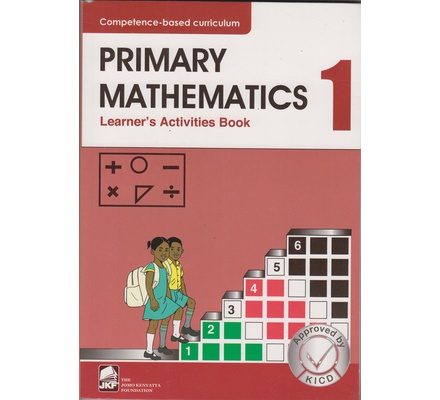 Competence-based curriculum
PRIMARY
MATHEMATICS
1
Learner's Activities Book
+ ○ −
× ÷
6
5
4
3
2
1
Approved by
KICD
JKF
THE
JOMO KENYATTA
FOUNDATION